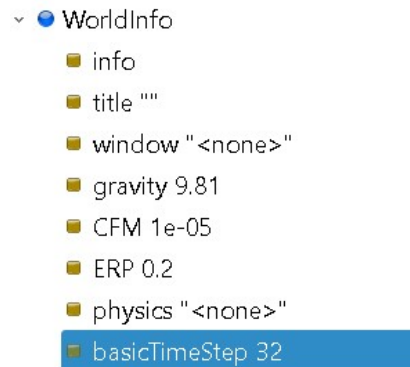 WorldInfo
info
title ""
window "<none>"
gravity 9.81
CFM 1e-05
ERP 0.2
physics "<none>"
basicTimeStep 32